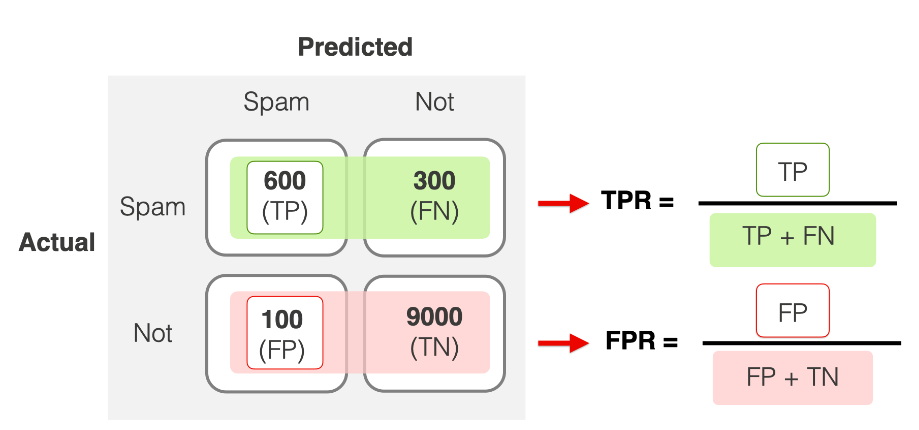 Predicted
Spam Not
Actual
Spam
600
(TP)
300
(FN)
TPR =
TP
TP + FN
Not
100
(FP)
9000
(TN)
FPR =
FP
FP + TN